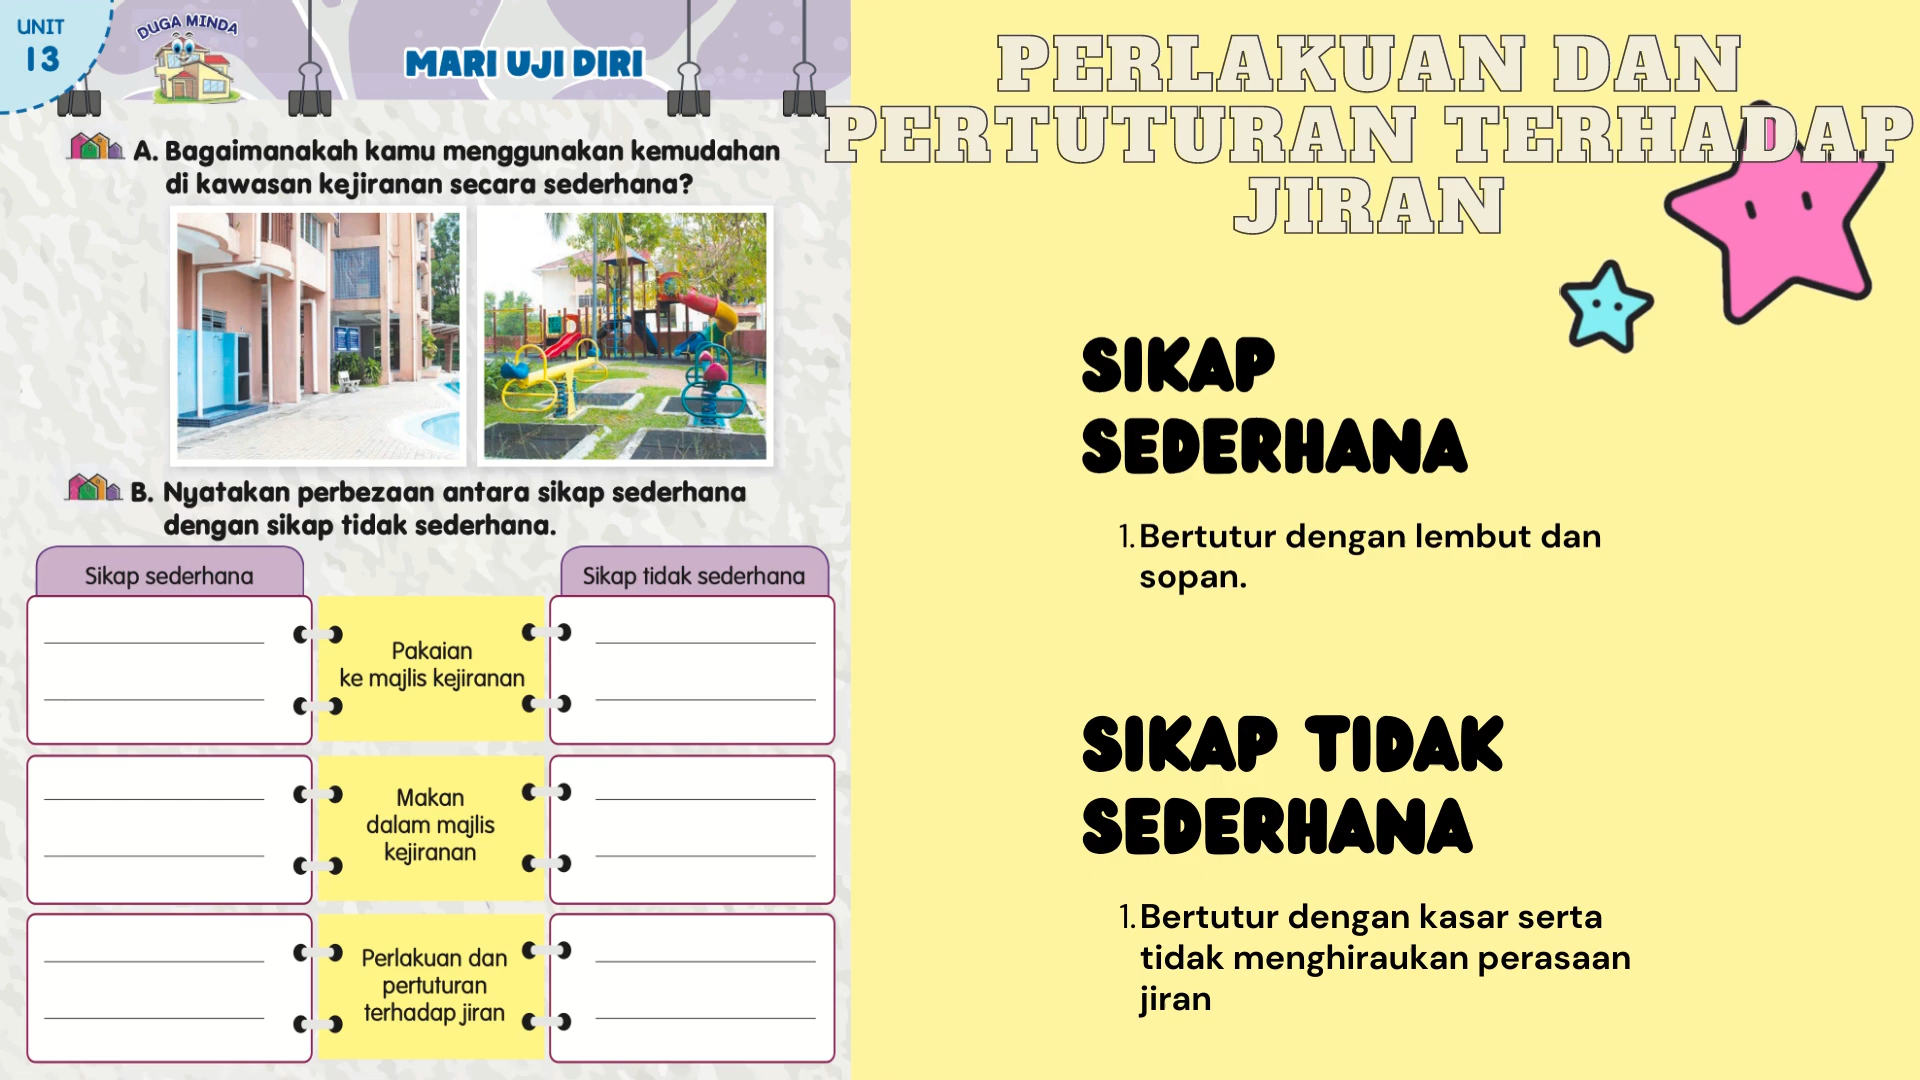 UNIT
13
DUGA MINDA
MARI UJI DIRI
A. Bagaimanakah kamu menggunakan kemudahan
di kawasan kejiranan secara sederhana?
B. Nyatakan perbezaan antara sikap sederhana
dengan sikap tidak sederhana.
Sikap sederhana
Sikap tidak sederhana
Pakaian
ke majlis kejiranan
Makan
dalam majlis
kejiranan
Perlakuan dan
pertuturan
terhadap jiran
PERLAKUAN DAN
PERTUTURAN TERHADAP
JIRAN
SIKAP
SEDERHANA
1. Bertutur dengan lembut dan
sopan.
SIKAP TIDAK
SEDERHANA
1. Bertutur dengan kasar serta
tidak menghiraukan perasaan
jiran